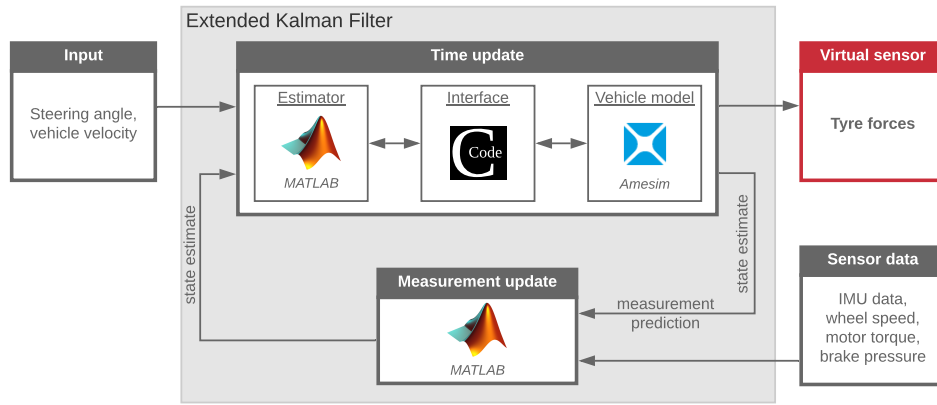 Extended Kalman Filter
Input
Steering angle,
vehicle velocity
Time update
Estimator
MATLAB
Interface
C Code
Vehicle model
Amesim
Virtual sensor
Tyre forces
state estimate
state estimate
measurement
prediction
Measurement update
MATLAB
Sensor data
IMU data,
wheel speed,
motor torque,
brake pressure